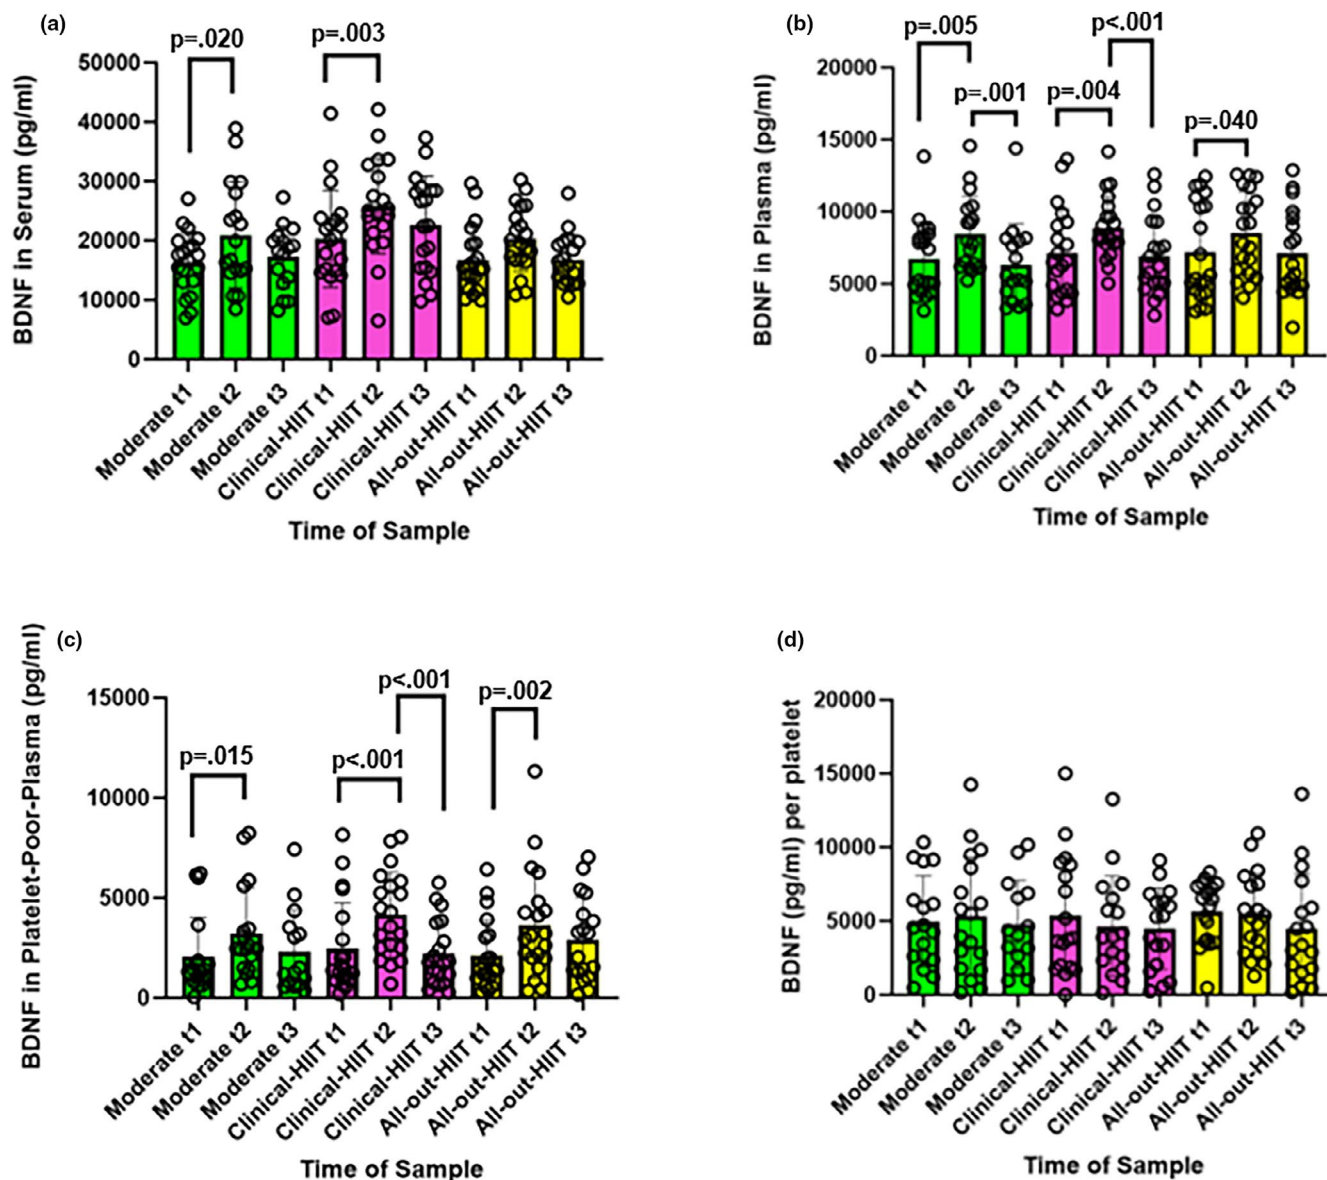 (a)
p=.020
p=.003
BDNF in Serum (pg/ml)
50000
40000
30000
20000
10000
0
Moderate t1
Moderate t2
Moderate t3
Clinical-HIIT t1
Clinical-HIIT t2
Clinical-HIIT t3
All-out-HIIT t1
All-out-HIIT t2
All-out-HIIT t3
Time of Sample
(b)
p=.005
p<.001
p=.001
p=.004
p=.040
BDNF in Plasma (pg/ml)
20000
15000
10000
5000
0
Moderate t1
Moderate t2
Moderate t3
Clinical-HIIT t1
Clinical-HIIT t2
Clinical-HIIT t3
All-out-HIIT t1
All-out-HIIT t2
All-out-HIIT t3
Time of Sample
(c)
p<.001
p=.002
p=.015
p<.001
BDNF in Platelet-Poor-Plasma (pg/ml)
15000
10000
5000
0
Moderate t1
Moderate t2
Moderate t3
Clinical-HIIT t1
Clinical-HIIT t2
Clinical-HIIT t3
All-out-HIIT t1
All-out-HIIT t2
All-out-HIIT t3
Time of Sample
(d)
BDNF (pg/ml) per platelet
20000
15000
10000
5000
0
Moderate t1
Moderate t2
Moderate t3
Clinical-HIIT t1
Clinical-HIIT t2
Clinical-HIIT t3
All-out-HIIT t1
All-out-HIIT t2
All-out-HIIT t3
Time of Sample